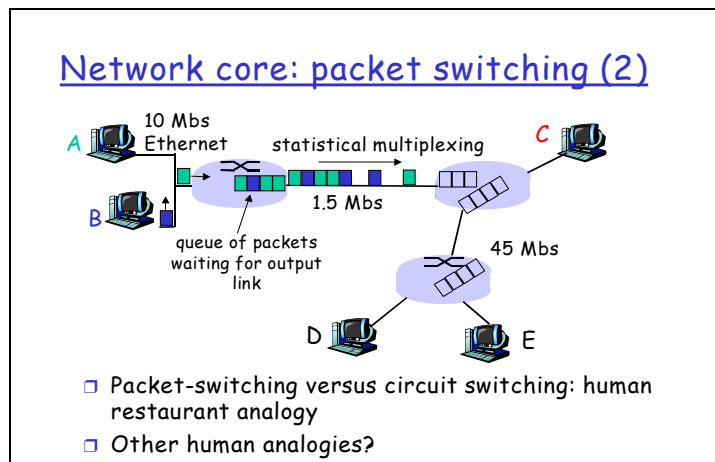 Network core: packet switching (2)
A
10 Mbs
Ethernet
statistical multiplexing
C
1.5 Mbs
B
queue of packets
waiting for output
link
45 Mbs
D
E
Packet-switching versus circuit switching: human
restaurant analogy
Other human analogies?